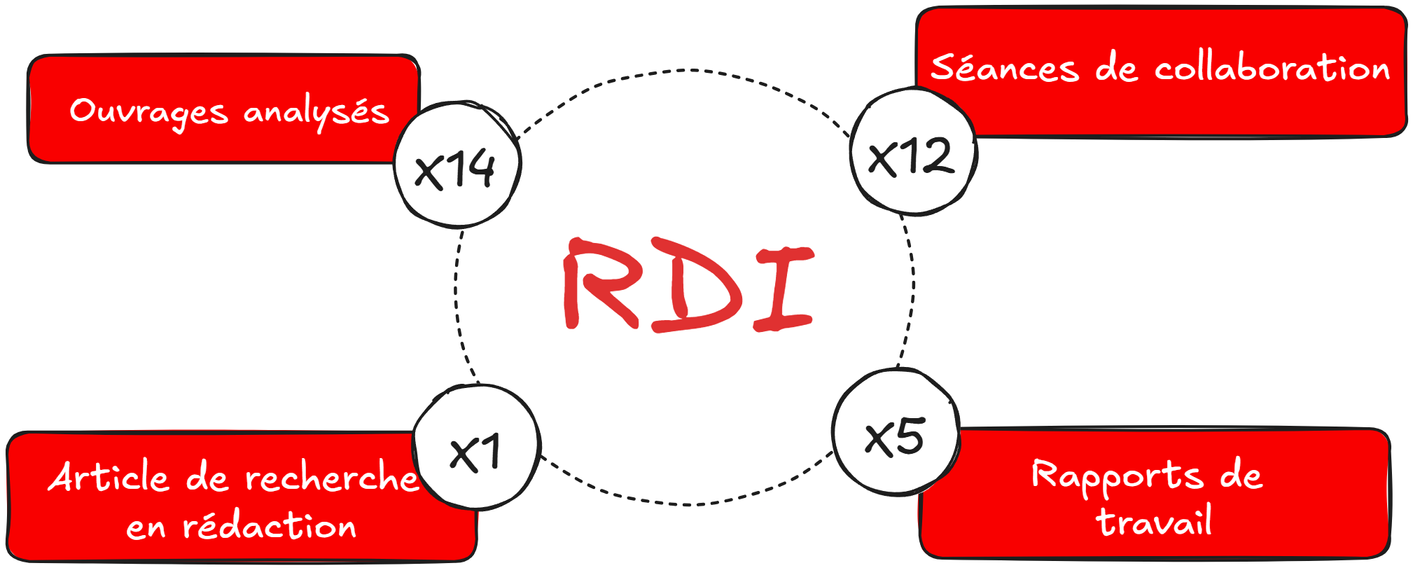 Ouvrages analysés
x14
Séances de collaboration
x12
RDI
Article de recherche
en rédaction
x1
x5
Rapports de
travail